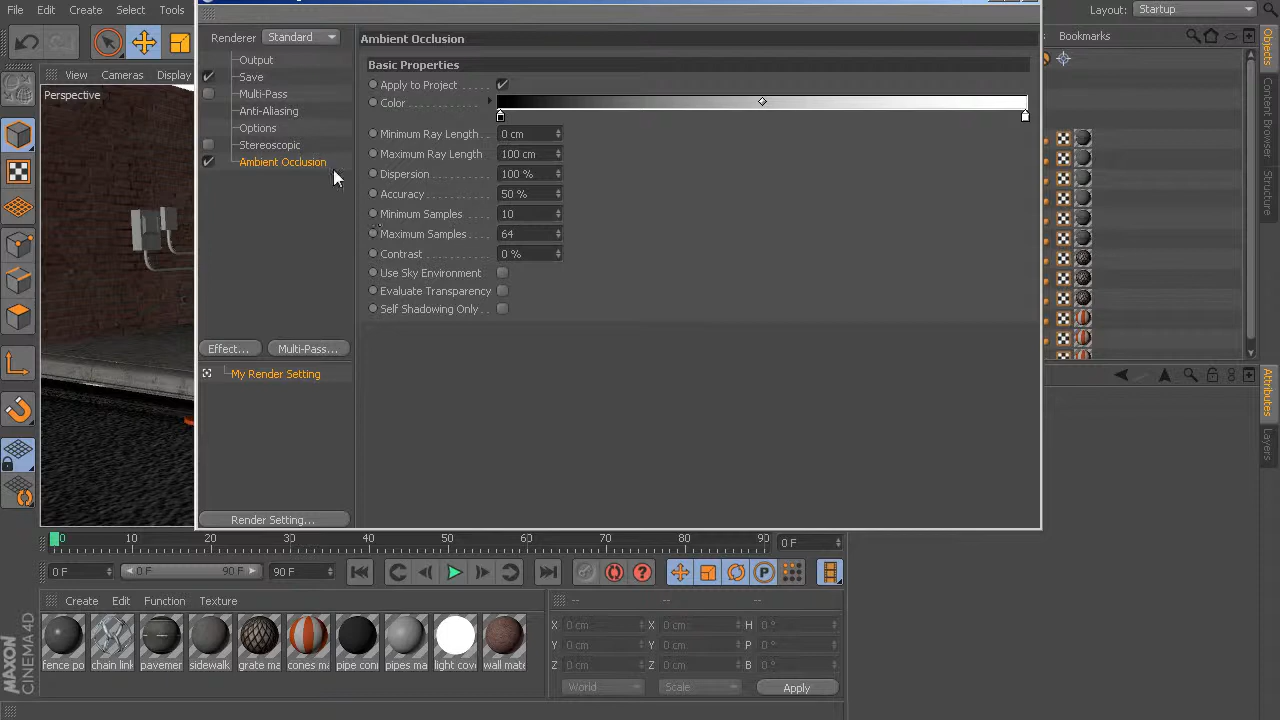 File Edit Create Select Tools
Layout: Startup
View Cameras Display
Perspective
Renderer Standard
Output
Save
Multi-Pass
Anti-Aliasing
Options
Stereoscopic
Ambient Occlusion
Effect... Multi-Pass...
My Render Setting
Render Setting...
Ambient Occlusion
Basic Properties
Apply to Project
Color
Minimum Ray Length 0 cm
Maximum Ray Length 100 cm
Dispersion 100 %
Accuracy 50 %
Minimum Samples 10
Maximum Samples 64
Contrast 0 %
Use Sky Environment
Evaluate Transparency
Self Shadowing Only
Bookmarks
Objects
Content Browser
Structure
Attributes
Layers
0 10 20 30 40 50 60 70 80 90 0 F
0 F 0 F 90 F 90 F
Create Edit Function Texture
fence po chain link pavemer sidewalk grate ma cones ma pipe coni pipes ma light cove wall mate
-- -- --
X 0 cm X 0 cm H 0 °
Y 0 cm Y 0 cm P 0 °
Z 0 cm Z 0 cm B 0 °
World Scale Apply
MAXON
CINEMA 4D